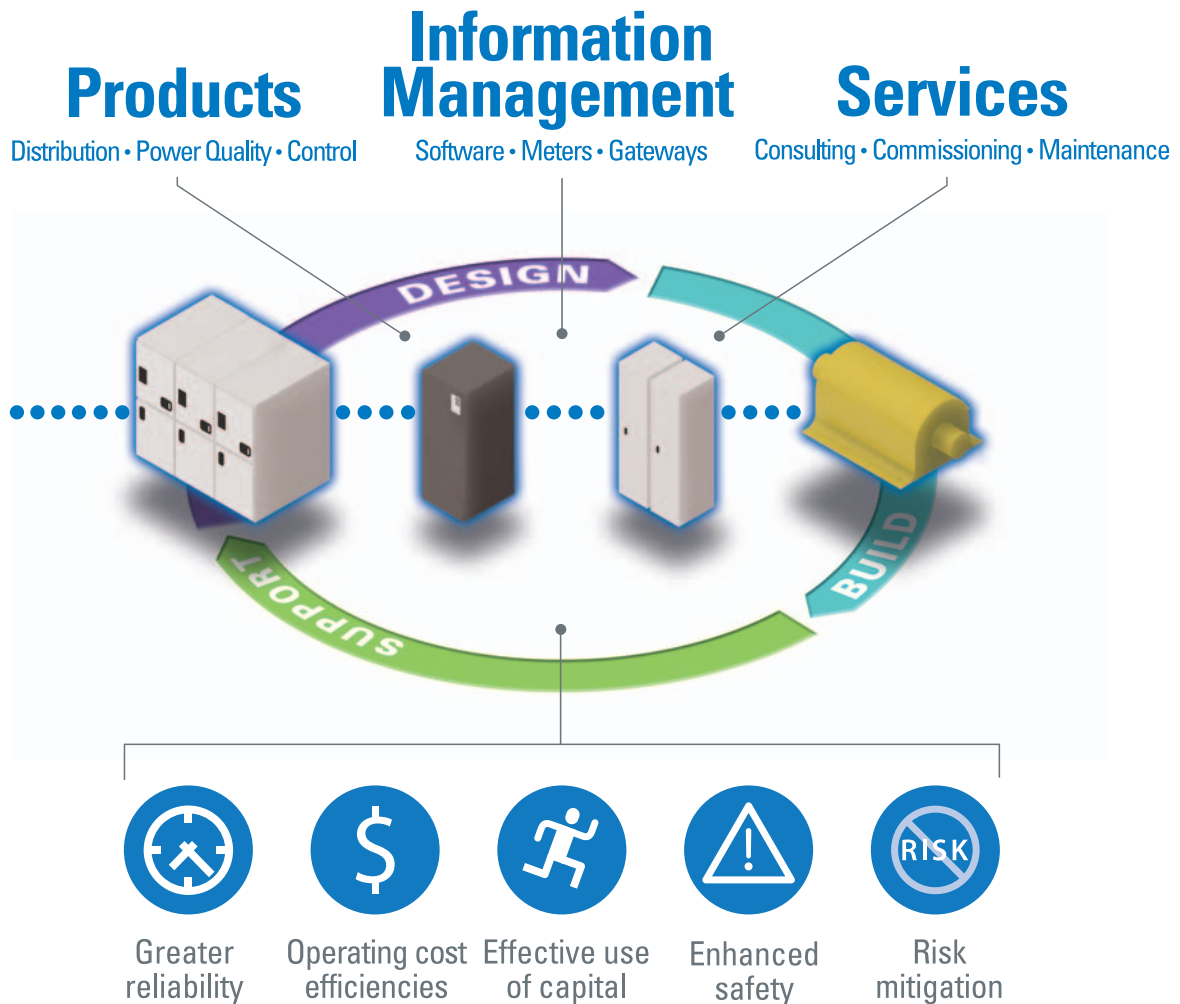 Products
Distribution • Power Quality • Control
Information
Management
Software • Meters • Gateways
Services
Consulting • Commissioning • Maintenance
DESIGN
BUILD
SUPPORT
$
!
RISK
Greater
reliability
Operating cost
efficiencies
Effective use
of capital
Enhanced
safety
Risk
mitigation